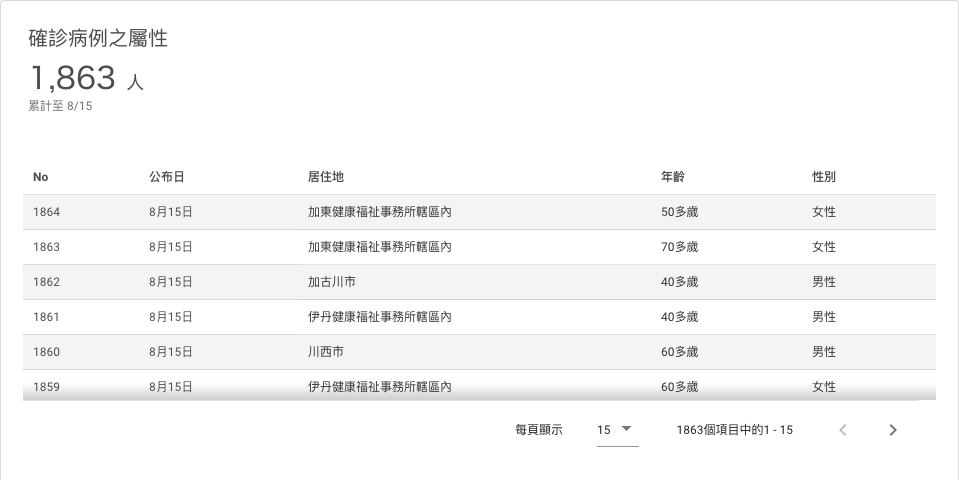 確診病例之屬性
1,863 人
累計至 8/15
No 公布日 居住地 年齡 性別
1864 8月15日 加東健康福祉事務所轄區內 50多歲 女性
1863 8月15日 加東健康福祉事務所轄區內 70多歲 女性
1862 8月15日 加古川市 40多歲 男性
1861 8月15日 伊丹健康福祉事務所轄區內 40多歲 男性
1860 8月15日 川西市 60多歲 男性
1859 8月15日 伊丹健康福祉事務所轄區內 60多歲 女性
每頁顯示 15 1863個項目中的1 - 15